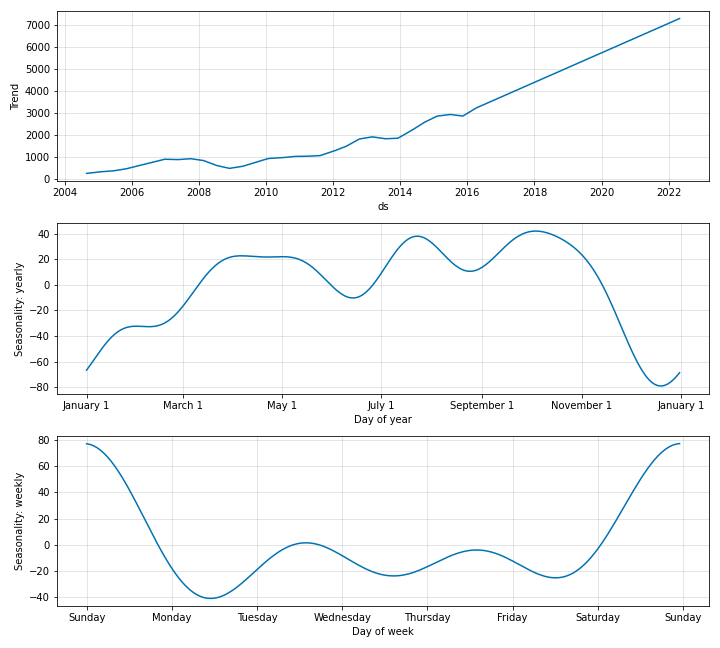 7000
6000
5000
4000
3000
2000
1000
0
Trend
2004 2006 2008 2010 2012 2014 2016 2018 2020 2022
ds
40
20
0
−20
−40
−60
−80
Seasonality: yearly
January 1 March 1 May 1 July 1 September 1 November 1 January 1
Day of year
80
60
40
20
0
−20
−40
Seasonality: weekly
Sunday Monday Tuesday Wednesday Thursday Friday Saturday Sunday
Day of week